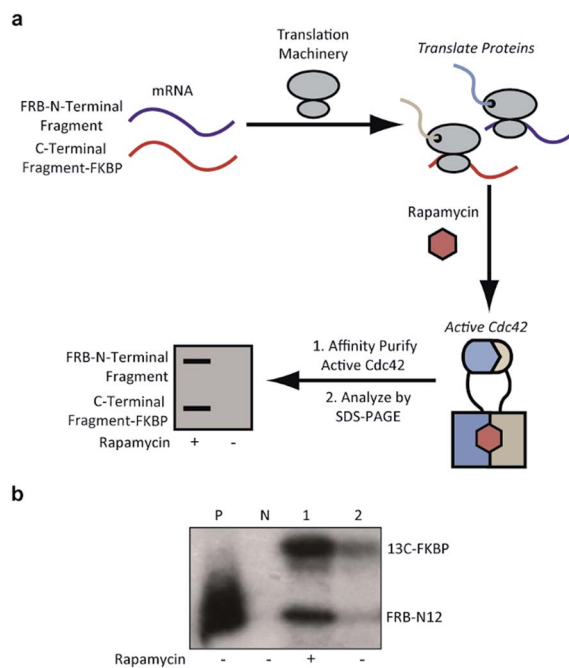 a
Translation
Machinery
Translate Proteins
mRNA
FRB-N-Terminal
Fragment
C-Terminal
Fragment-FKBP
Rapamycin
Active Cdc42
1. Affinity Purify
Active Cdc42
2. Analyze by
SDS-PAGE
FRB-N-Terminal
Fragment
C-Terminal
Fragment-FKBP
Rapamycin + -
b
P N 1 2
13C-FKBP
FRB-N12
Rapamycin - - + -